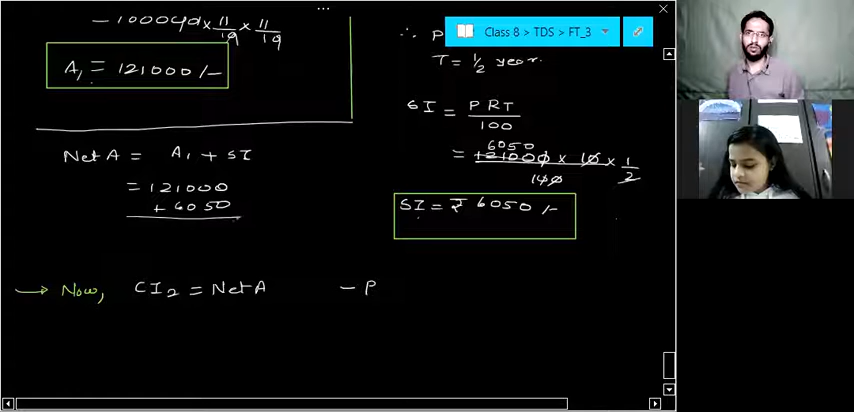 = 10000 × 11/10 × 11/10
A₁ = 121000/-
Net A = A₁ + SI
= 121000
+ 6050
→ Now, CI₂ = Net A - P
Class 8 > TDS > FT_3
∴ P
T = 1/2 year.
SI = PRT
100
6050
= 121000 × 10 × 1/2
100
SI = ₹ 6050/-